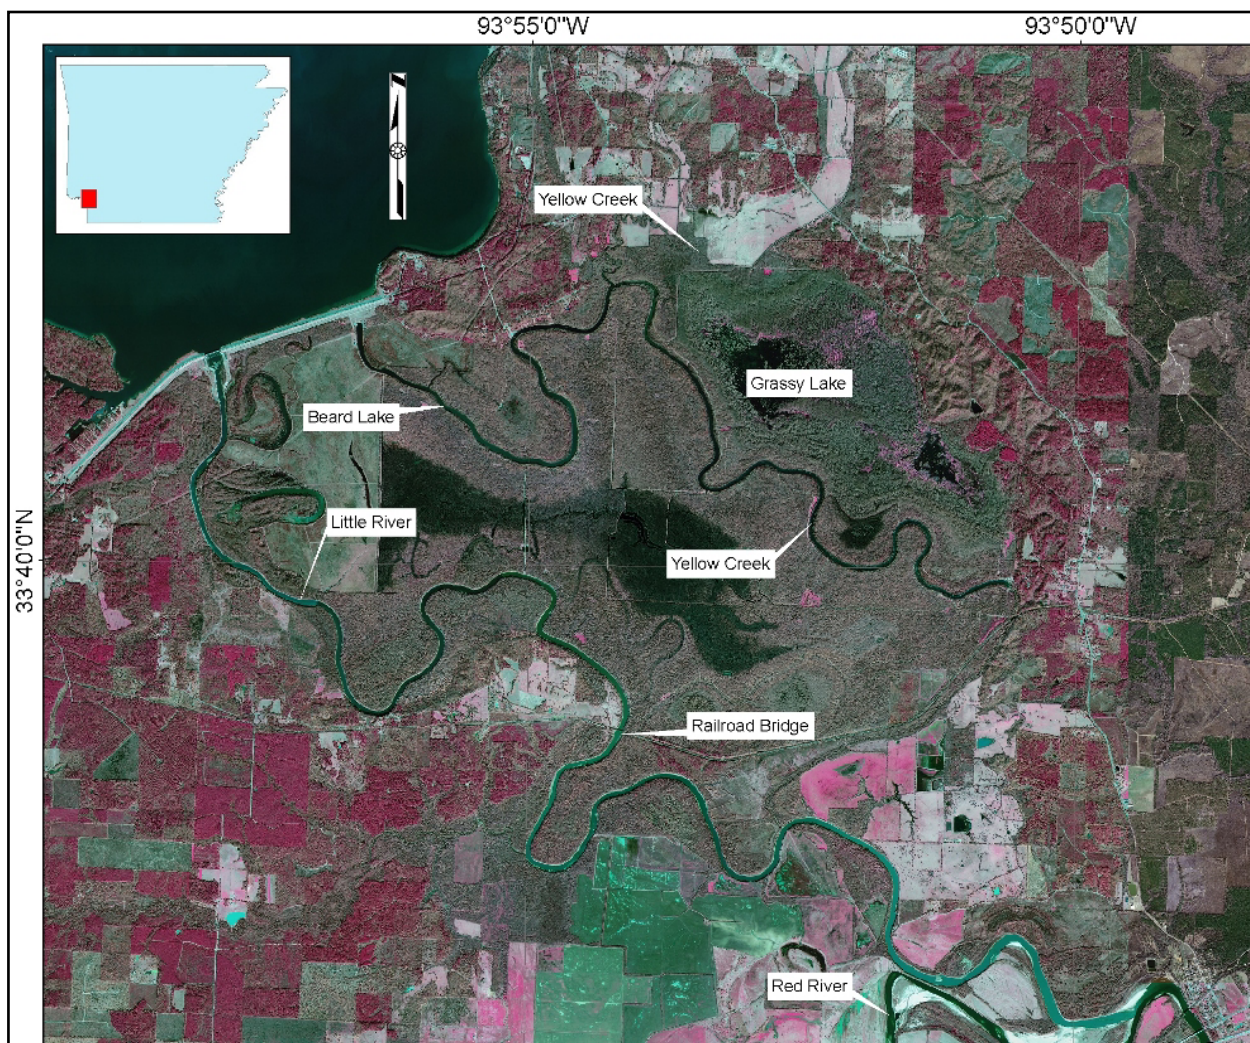 93°55'0"W
93°50'0"W
Yellow Creek
Grassy Lake
Beard Lake
Little River
33°40'0"N
Yellow Creek
Railroad Bridge
Red River